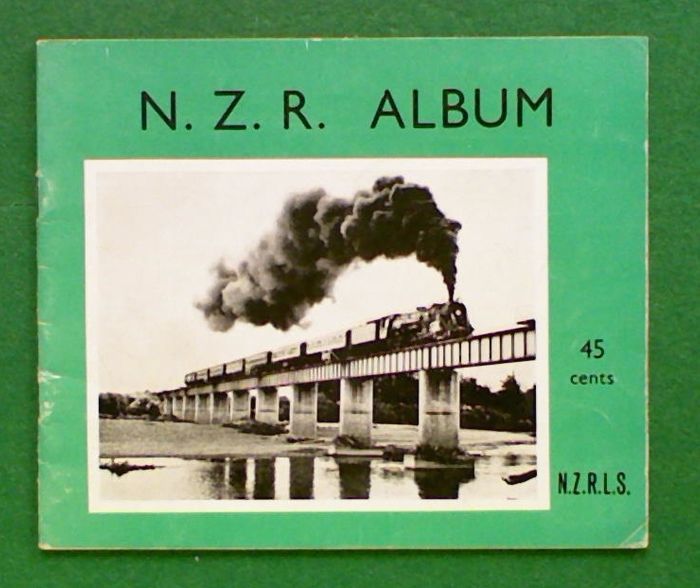 N. Z. R. ALBUM
45
cents
N.Z.R.L.S.